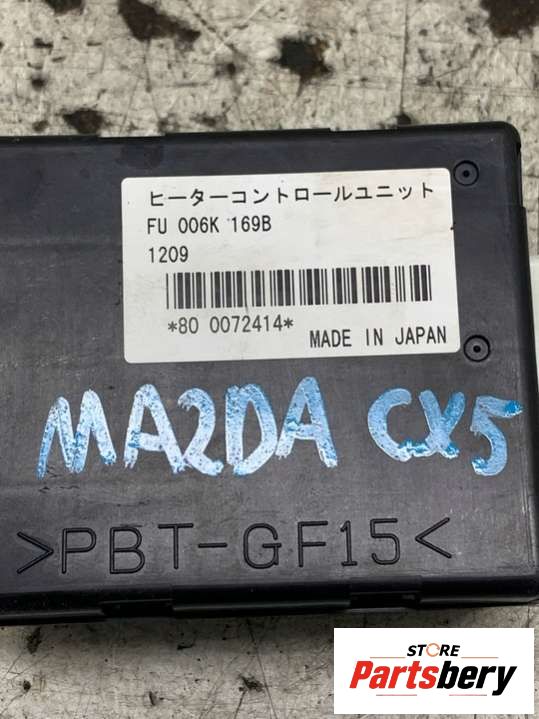 ヒーターコントロールユニット
FU 006K 169B
1209
*80 0072414*
MADE IN JAPAN
MAZDA CX5
>PBT-GF15<
STORE
Partsbery